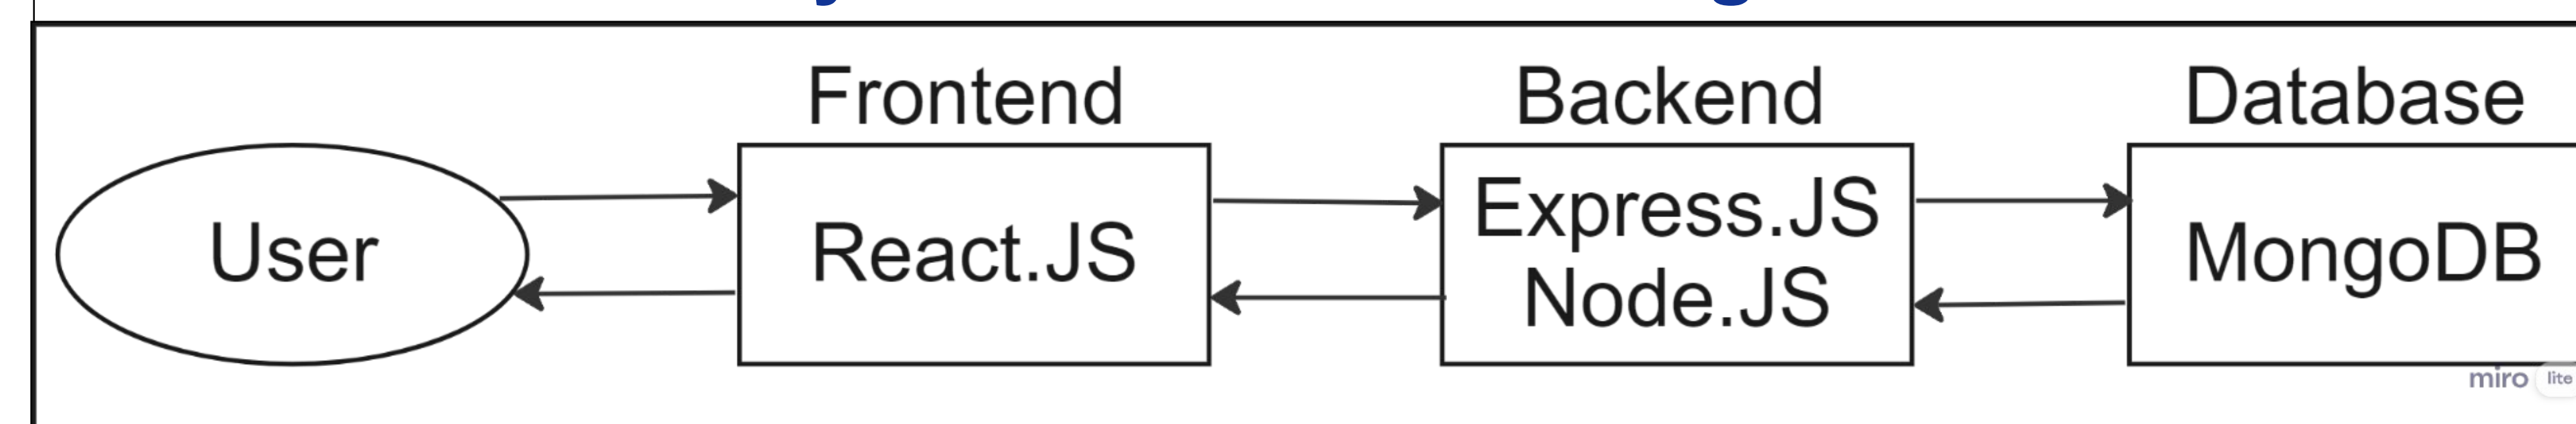 Frontend
Backend
Database
User
React.JS
Express.JS
Node.JS
MongoDB
miro lite